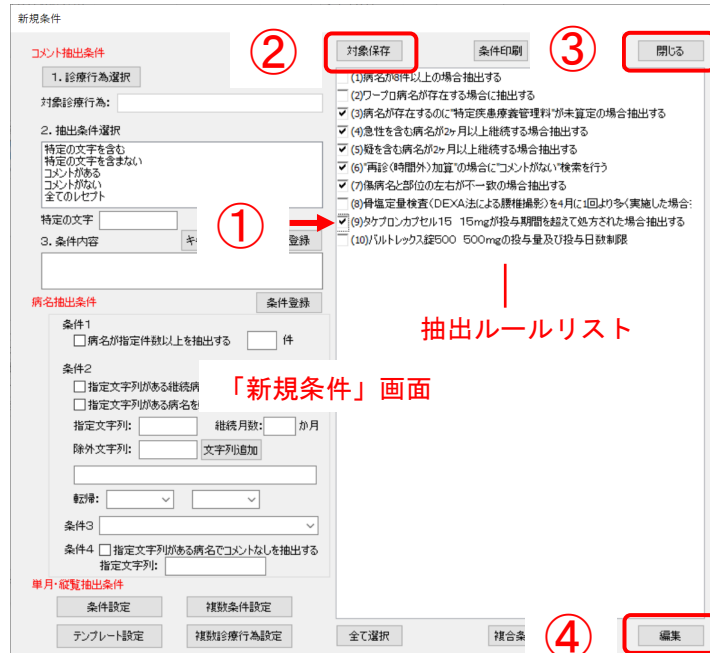 新規条件
コメント抽出条件
1. 診療行為選択
対象診療行為:
2. 抽出条件選択
特定の文字を含む
特定の文字を含まない
コメントがある
コメントがない
全てのレセプト
特定の文字
3. 条件内容
キ
登録
病名抽出条件
条件登録
条件1
病名が指定件数以上を抽出する 件
条件2
指定文字列がある継続病
指定文字列がある病名を
指定文字列: 継続月数: か月
除外文字列: 文字列追加
転帰:
条件3
条件4 指定文字列がある病名でコメントなしを抽出する
指定文字列:
単月・縦覧抽出条件
条件設定 複数条件設定
テンプレート設定 複数診療行為設定
② 対象保存 条件印刷 ③ 閉じる
(1)病名が8件以上の場合抽出する
(2)ワープロ病名が存在する場合に抽出する
(3)病名が存在するのに"特定疾患療養管理料"が未算定の場合抽出する
(4)急性を含む病名が2ヶ月以上継続する場合抽出する
(5)疑を含む病名が2ヶ月以上継続する場合抽出する
(6)"再診(時間外)加算"の場合に"コメントがない"検索を行う
(7)傷病名と部位の左右が不一致の場合抽出する
(8)骨塩定量検査(DEXA法による腰椎撮影)を4月に1回より多く実施した場合:
① (9)タケプロンカプセル15 15mgが投与期間を超えて処方された場合抽出する
(10)バルトレックス錠500 500mgの投与量及び投与日数制限
抽出ルールリスト
「新規条件」画面
全て選択 複合条 ④ 編集